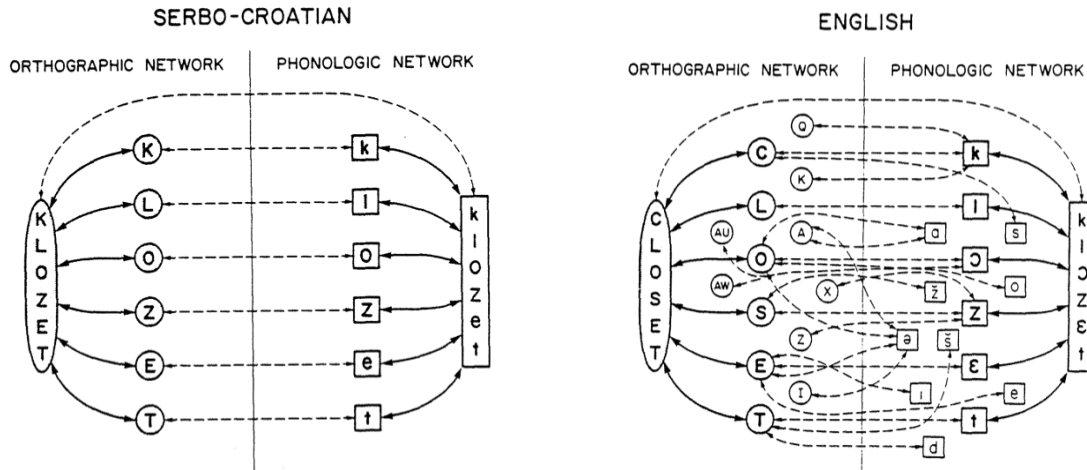 SERBO-CROATIAN
ORTHOGRAPHIC NETWORK PHONOLOGIC NETWORK
KLOZET
K k
L l
O o
Z z
E e
T t
klozet
ENGLISH
ORTHOGRAPHIC NETWORK PHONOLOGIC NETWORK
CLOSET
Q
C k
K
L l
AU A ɑ s
O ɔ
AW X ž o
S z
Z ə š
E ɛ
I ɪ e
T t
d
klɔzɛt